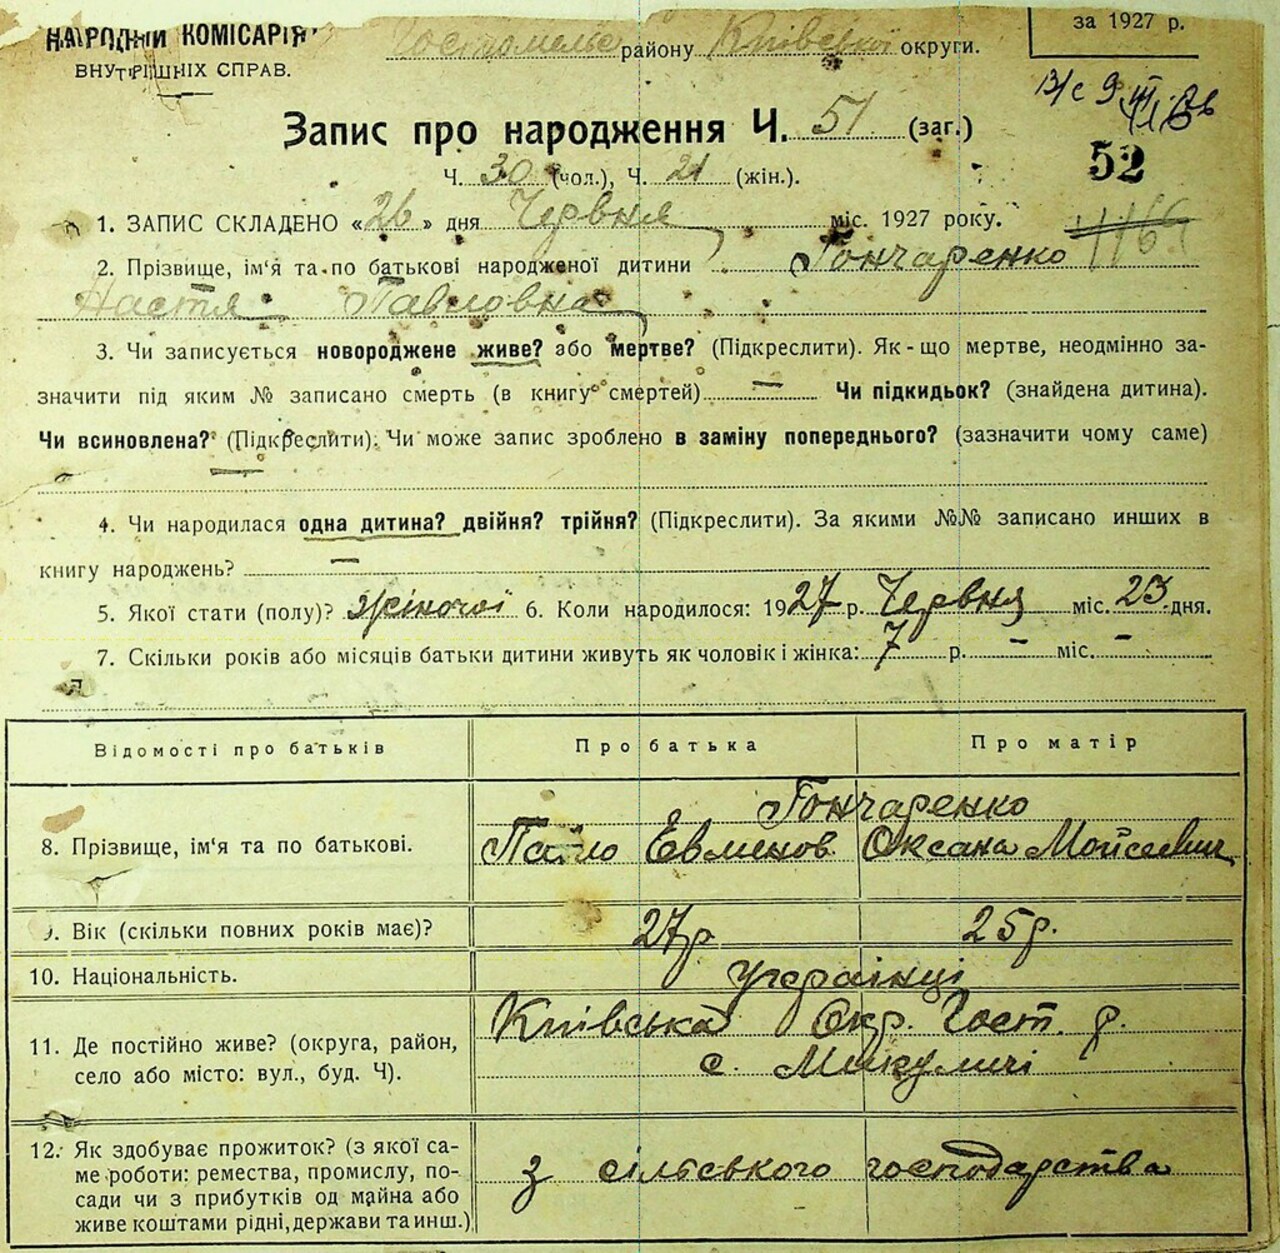 НАРОДНИЙ КОМІСАРІЯ
ВНУТРІШНІХ СПРАВ.
району Київської округи.
за 1927 р.
Запис про народження Ч. 51 (заг.)
52
Ч. 30 (чол.), Ч. 21 (жін.).
1. ЗАПИС СКЛАДЕНО «26» дня Червня міс. 1927 року.
2. Прізвище, ім'я та по батькові народженої дитини Гончаренко
Настя Павловна
3. Чи записується новороджене живе? або мертве? (Підкреслити). Як-що мертве, неодмінно за-
значити під яким № записано смерть (в книгу смертей) — Чи підкидьок? (знайдена дитина).
Чи всиновлена? (Підкреслити). Чи може запис зроблено в заміну попереднього? (зазначити чому саме)
—
4. Чи народилася одна дитина? двійня? трійня? (Підкреслити). За якими №№ записано инших в
книгу народжень? —
5. Якої стати (полу)? жіночої 6. Коли народилося: 1927 р. Червня міс. 23 дня.
7. Скільки років або місяців батьки дитини живуть як чоловік і жінка: 7 р. — міс. —
Відомості про батьків Про батька Про матір
Гончаренко
8. Прізвище, ім'я та по батькові. Павло Евменов Оксана Мойсеевич
9. Вік (скільки повних років має)? 27р 25р.
10. Національність. українці
Київська Окр. Гост. р.
11. Де постійно живе? (округа, район,
село або місто: вул., буд. Ч). с. Микуличі
12. Як здобуває прожиток? (з якої са-
ме роботи: ремества, промислу, по- з сільського господарства
сади чи з прибутків од майна або
живе коштами рідні, держави та инш.)